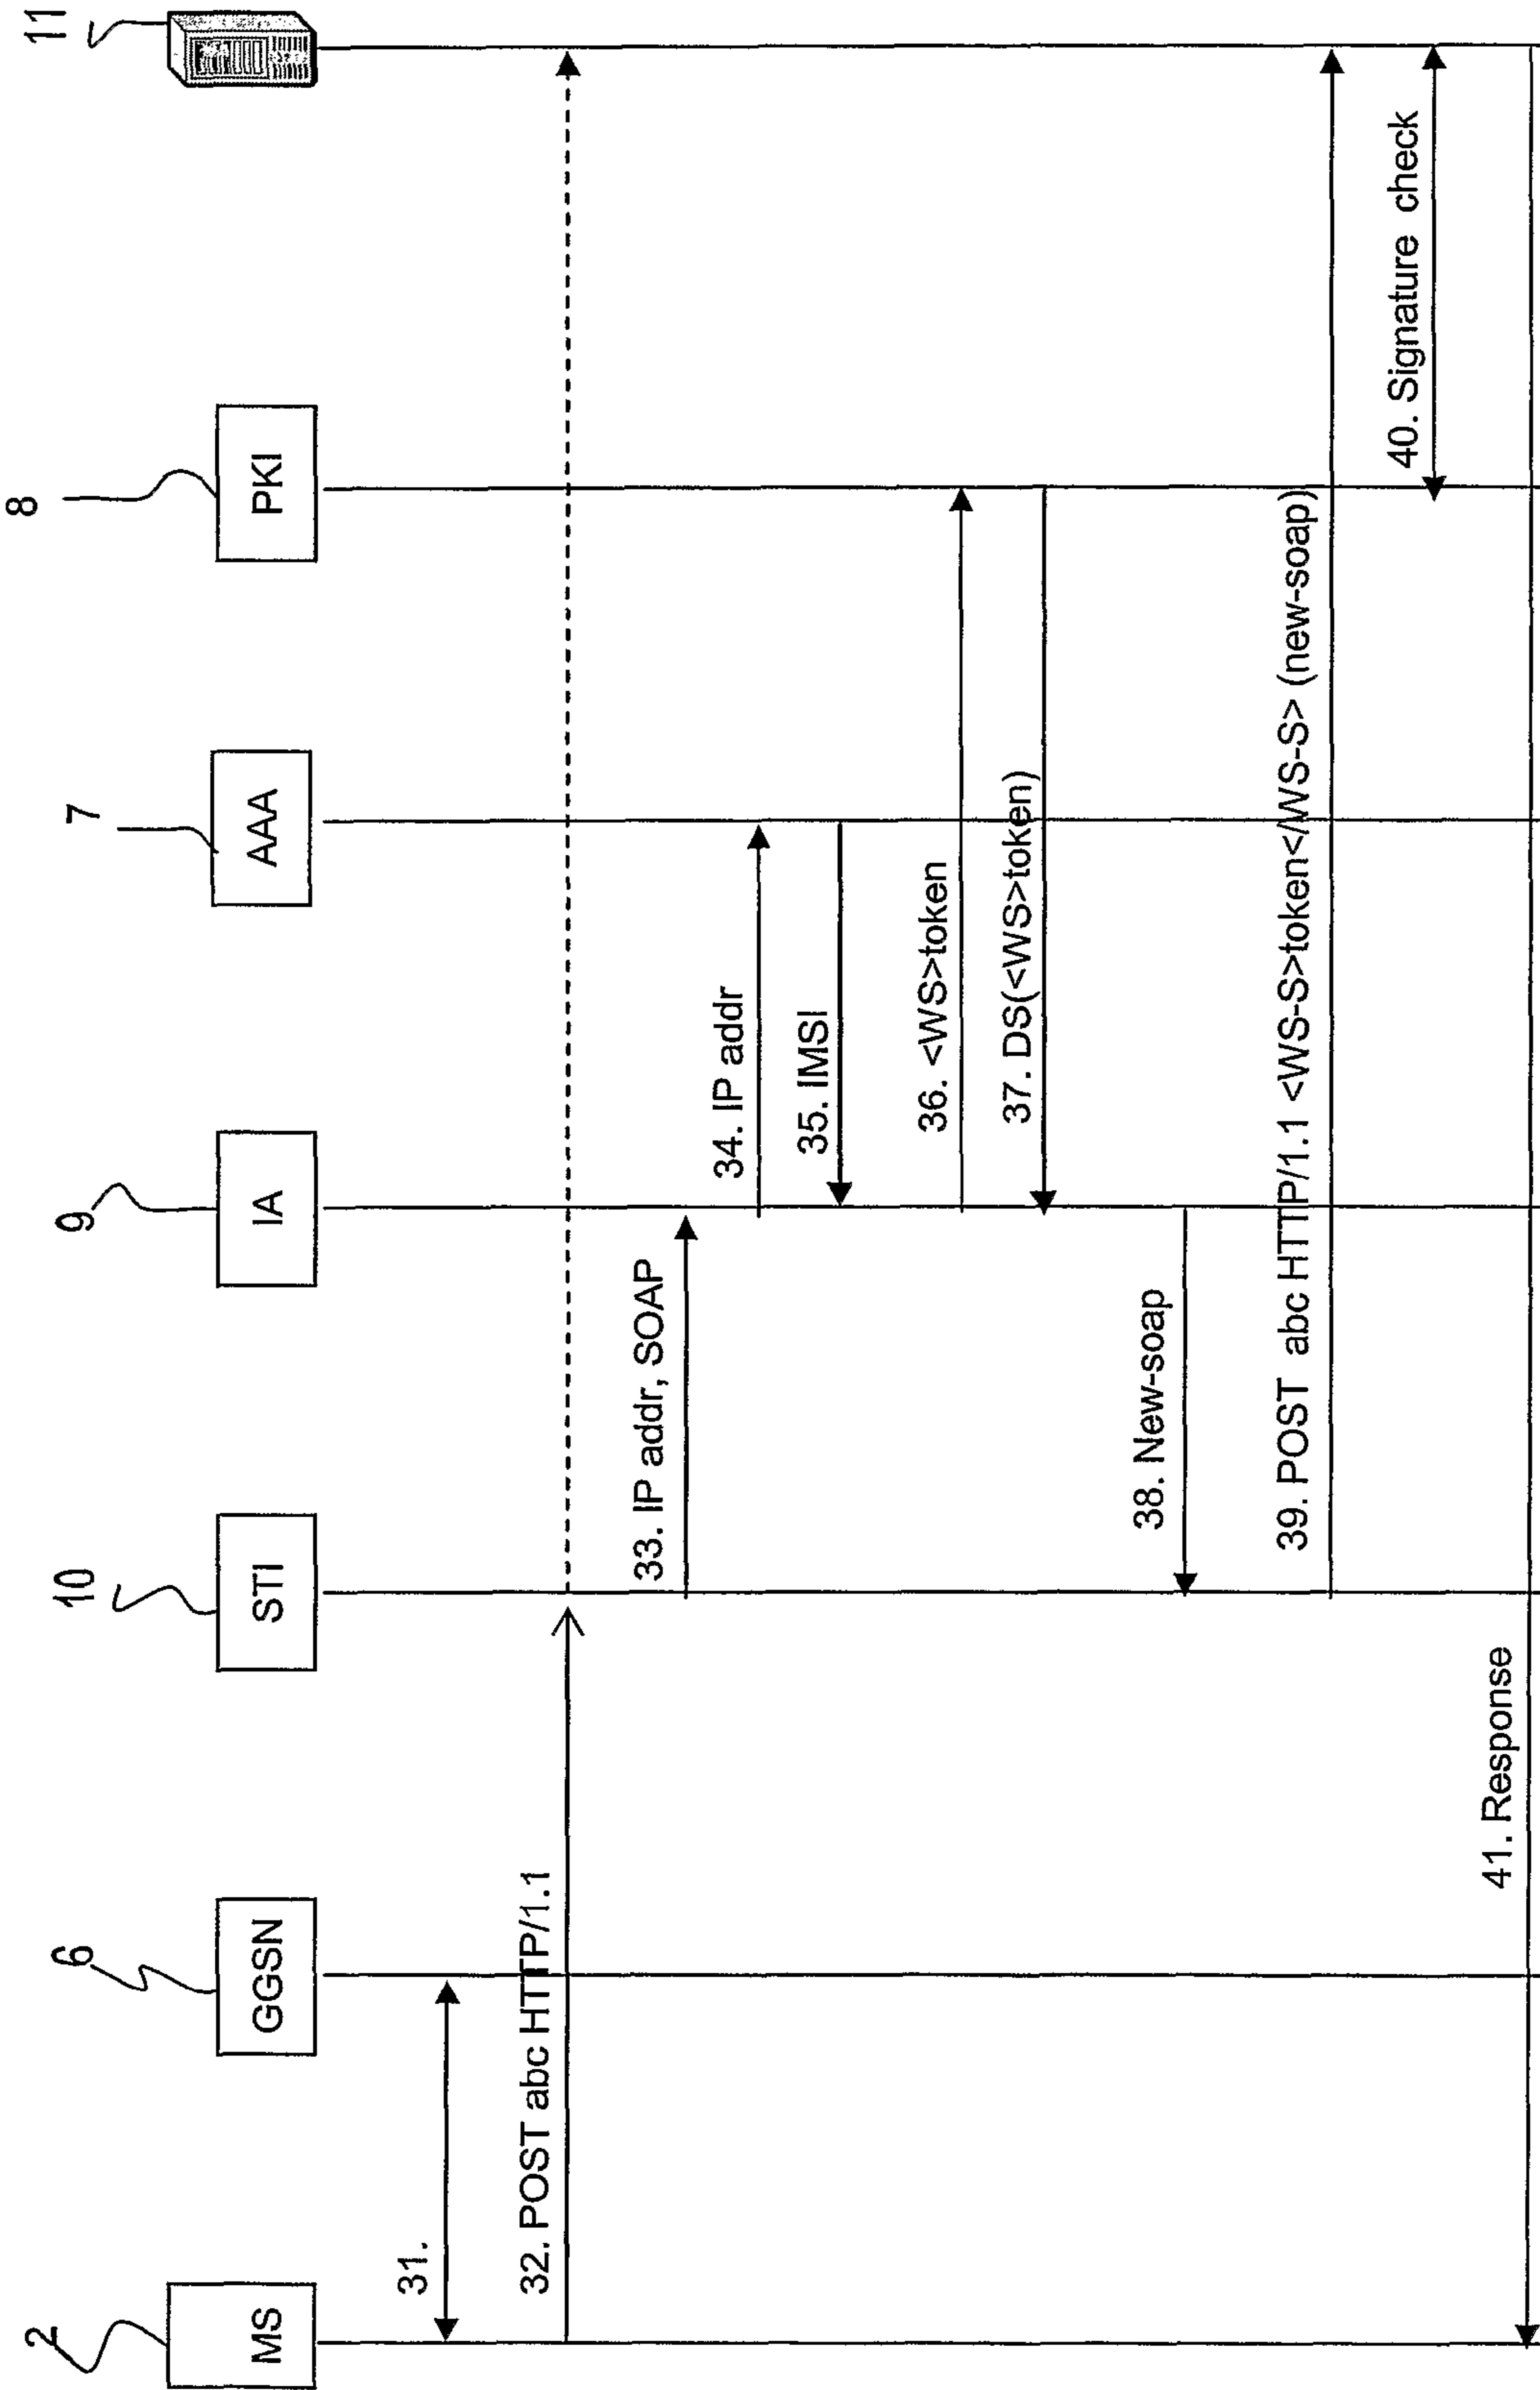 2
6
10
9
7
8
11
MS
GGSN
STI
IA
AAA
PKI
31.
32. POST abc HTTP/1.1
33. IP addr, SOAP
34. IP addr
35. IMSI
36. <WS>token
37. DS(<WS>token)
38. New-soap
39. POST abc HTTP/1.1 <WS-S>token</WS-S> (new-soap)
40. Signature check
41. Response